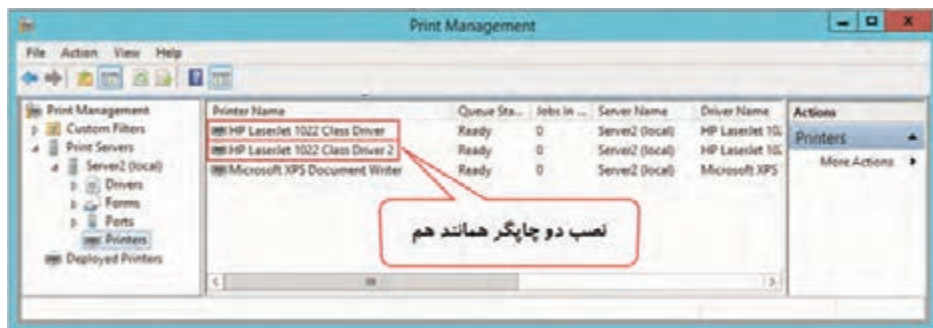 Print Management
File Action View Help
Print Management
Custom Filters
Print Servers
Server2 (local)
Drivers
Forms
Ports
Printers
Deployed Printers
Printer Name Queue Sta... Jobs In ... Server Name Driver Name
HP LaserJet 1022 Class Driver Ready 0 Server2 (local) HP LaserJet 102
HP LaserJet 1022 Class Driver 2 Ready 0 Server2 (local) HP LaserJet 102
Microsoft XPS Document Writer Ready 0 Server2 (local) Microsoft XPS
Actions
Printers
More Actions
نصب دو چاپگر همانند هم